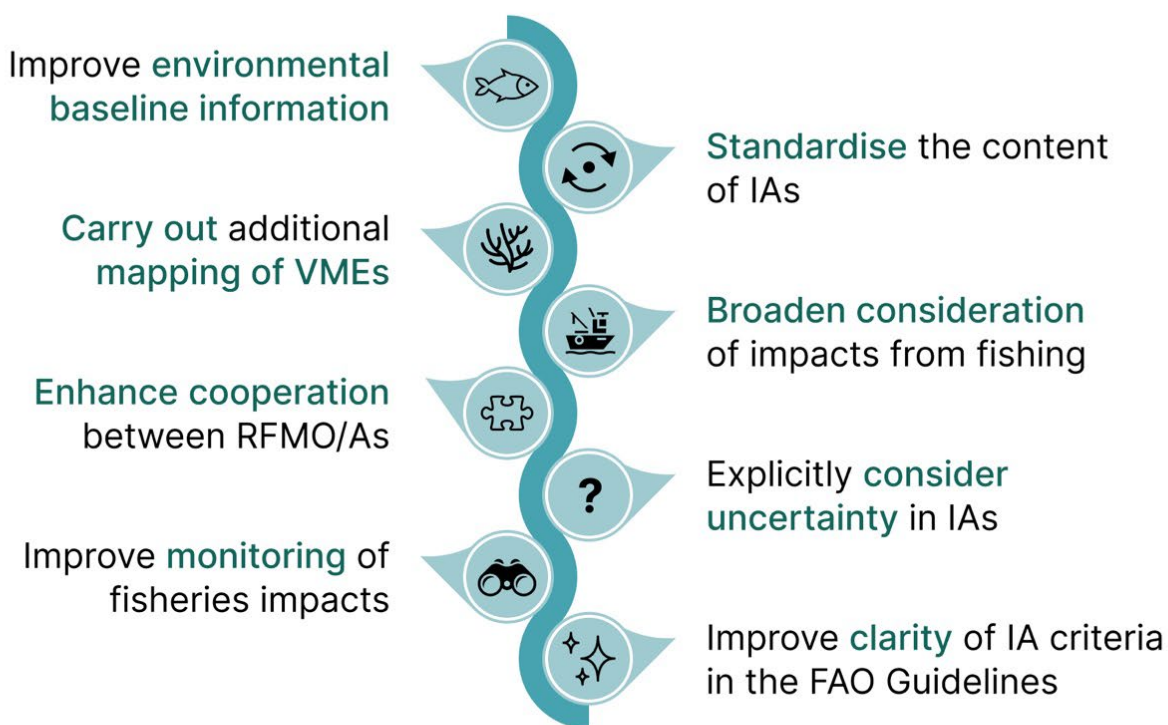 Improve environmental
baseline information
Standardise the content
of IAs
Carry out additional
mapping of VMEs
Broaden consideration
of impacts from fishing
Enhance cooperation
between RFMO/As
?
Explicitly consider
uncertainty in IAs
Improve monitoring of
fisheries impacts
Improve clarity of IA criteria
in the FAO Guidelines